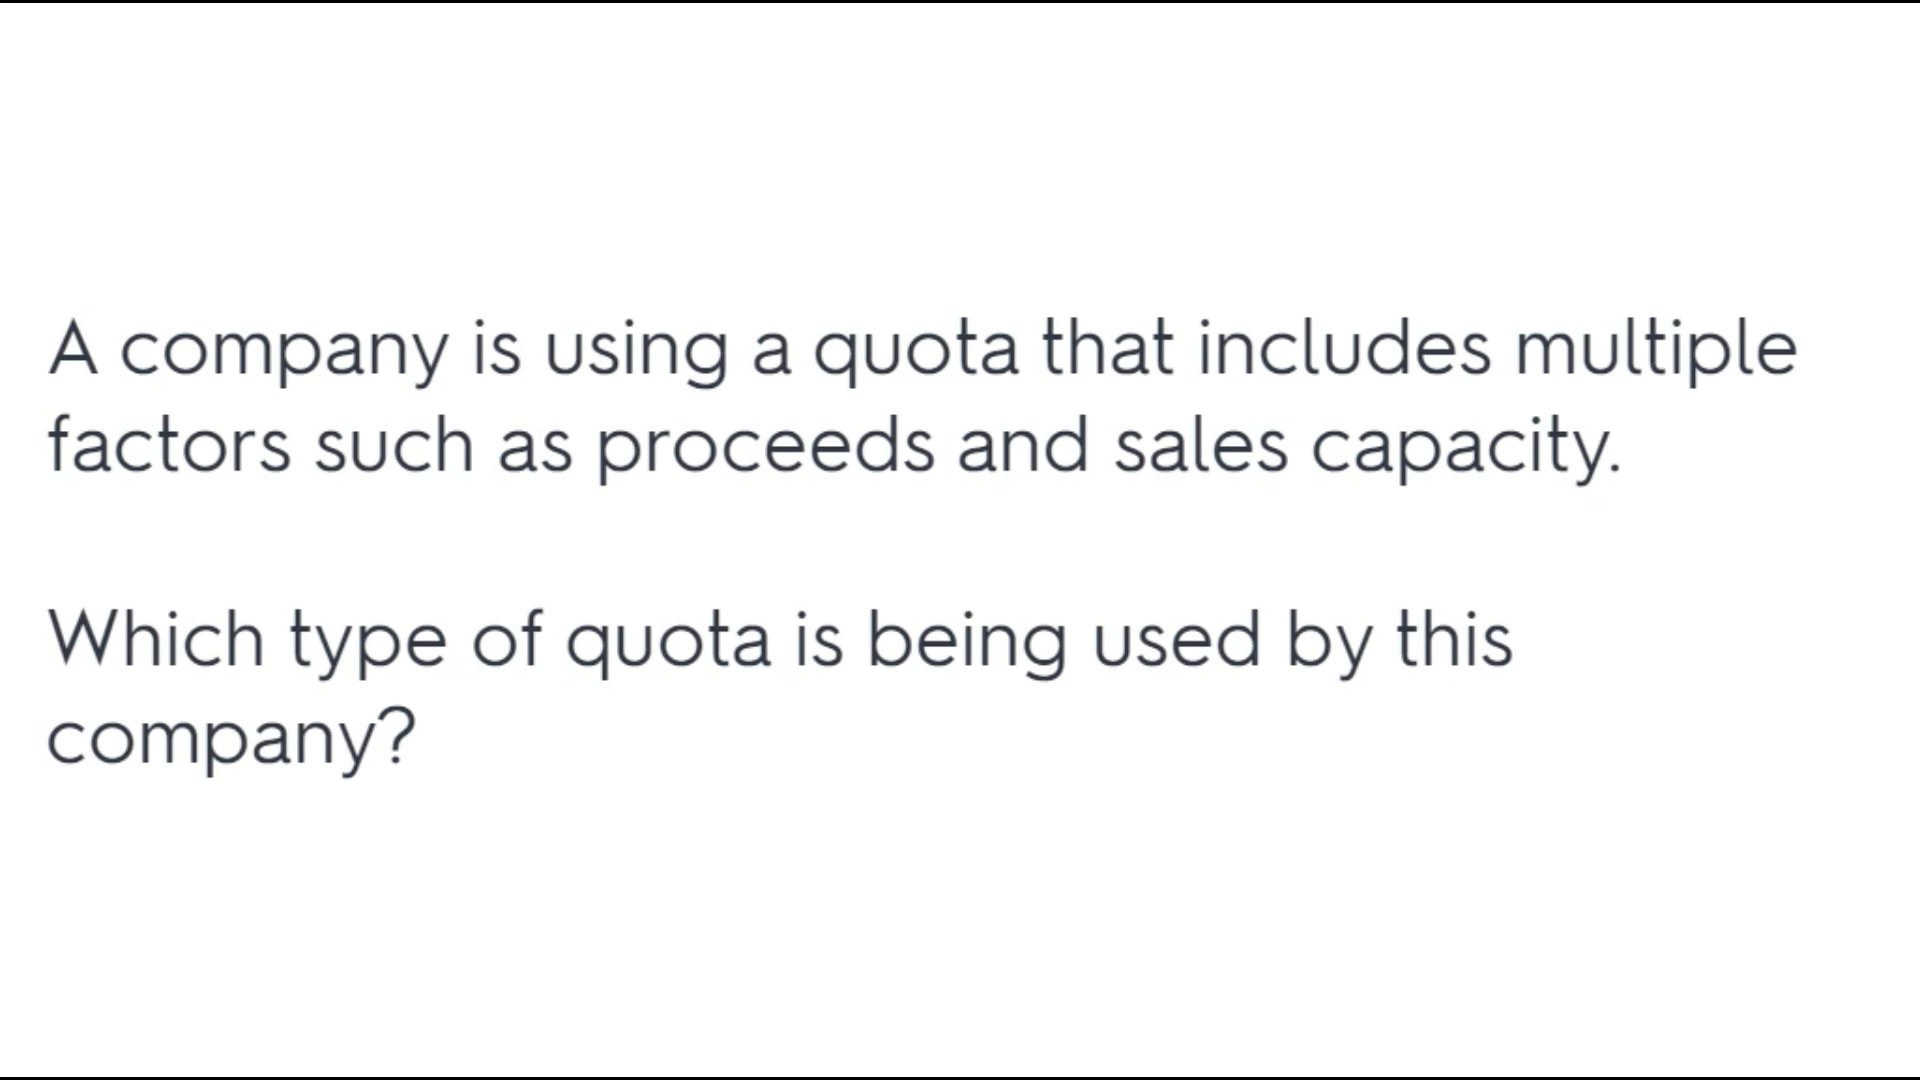 A company is using a quota that includes multiple
factors such as proceeds and sales capacity.
Which type of quota is being used by this
company?